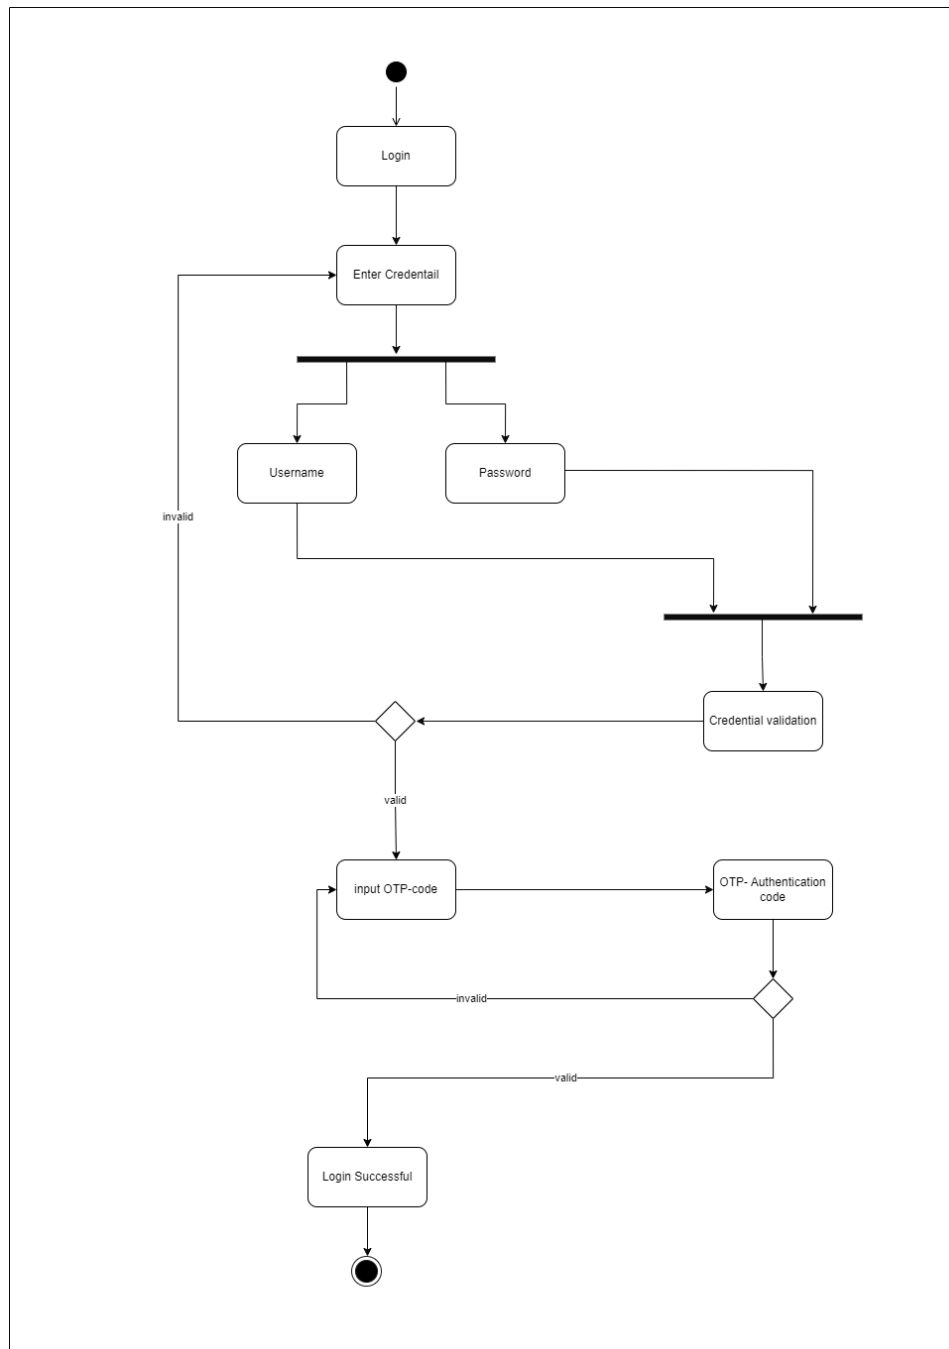 Login
Enter Credentail
Username
Password
invalid
Credential validation
valid
input OTP-code
OTP- Authentication
code
invalid
valid
Login Successful